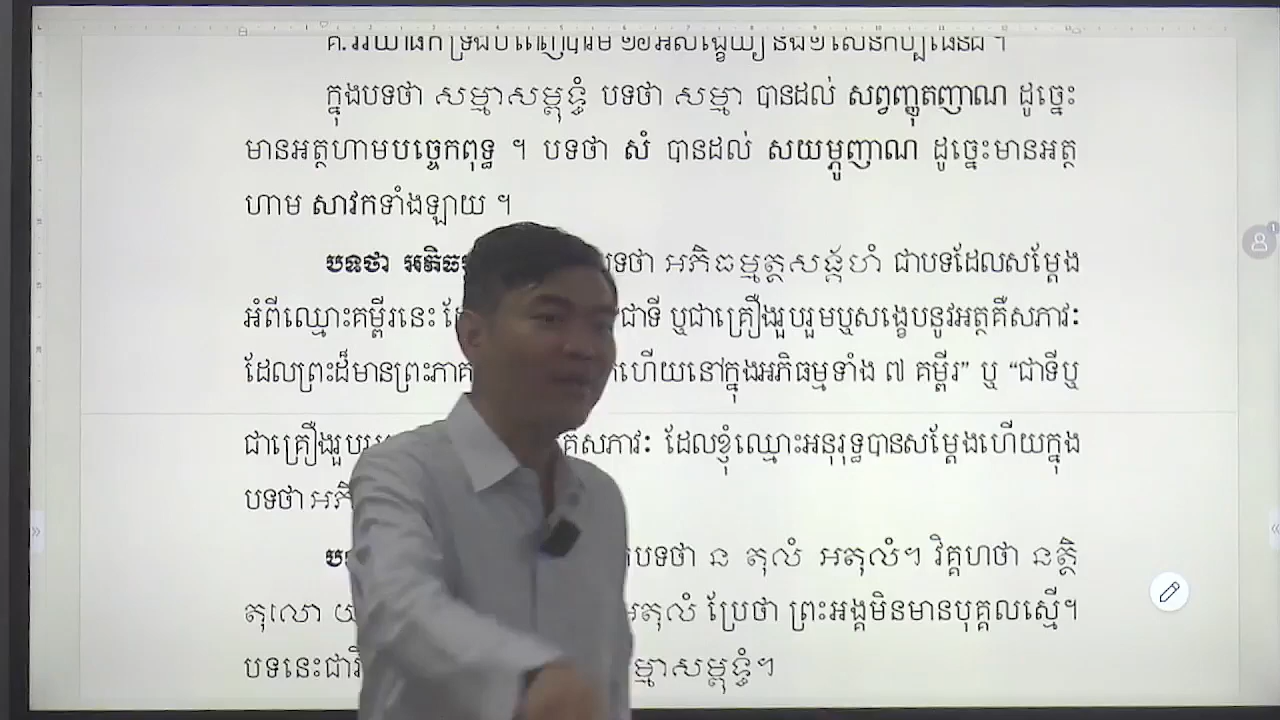 ក្នុងបទថា សម្មាសម្ពុទ្ធំ បទថា សម្មា បានដល់ សព្វញ្ញុតញាណ ដូច្នេះ
មានអត្ថហាមបច្ចេកពុទ្ធ ។ បទថា សំ បានដល់ សយម្ភូញាណ ដូច្នេះមានអត្ថ
ហាម សាវកទាំងឡាយ ។
បទថា អភិធម្មត្ថសង្គហំ ជាបទដែលសម្ដែង
អំពីឈ្មោះគម្ពីរនេះ ជាទី ឬជាគ្រឿងរួបរួមឬសង្ខេបនូវអត្ថគឺសភាវៈ
ដែលព្រះដ៏មានព្រះភាគ ហើយនៅក្នុងអភិធម្មទាំង ៧ គម្ពីរ” ឬ “ជាទីឬ
ជាគ្រឿងរួប គឺសភាវៈ ដែលខ្ញុំឈ្មោះអនុរុទ្ធបានសម្ដែងហើយក្នុង
បទថា
បទថា ន តុលំ អតុលំ។ វិគ្គហថា នត្ថិ
តុលោ អតុលំ ប្រែថា ព្រះអង្គមិនមានបុគ្គលស្មើ។
បទនេះជា សម្មាសម្ពុទ្ធំ។